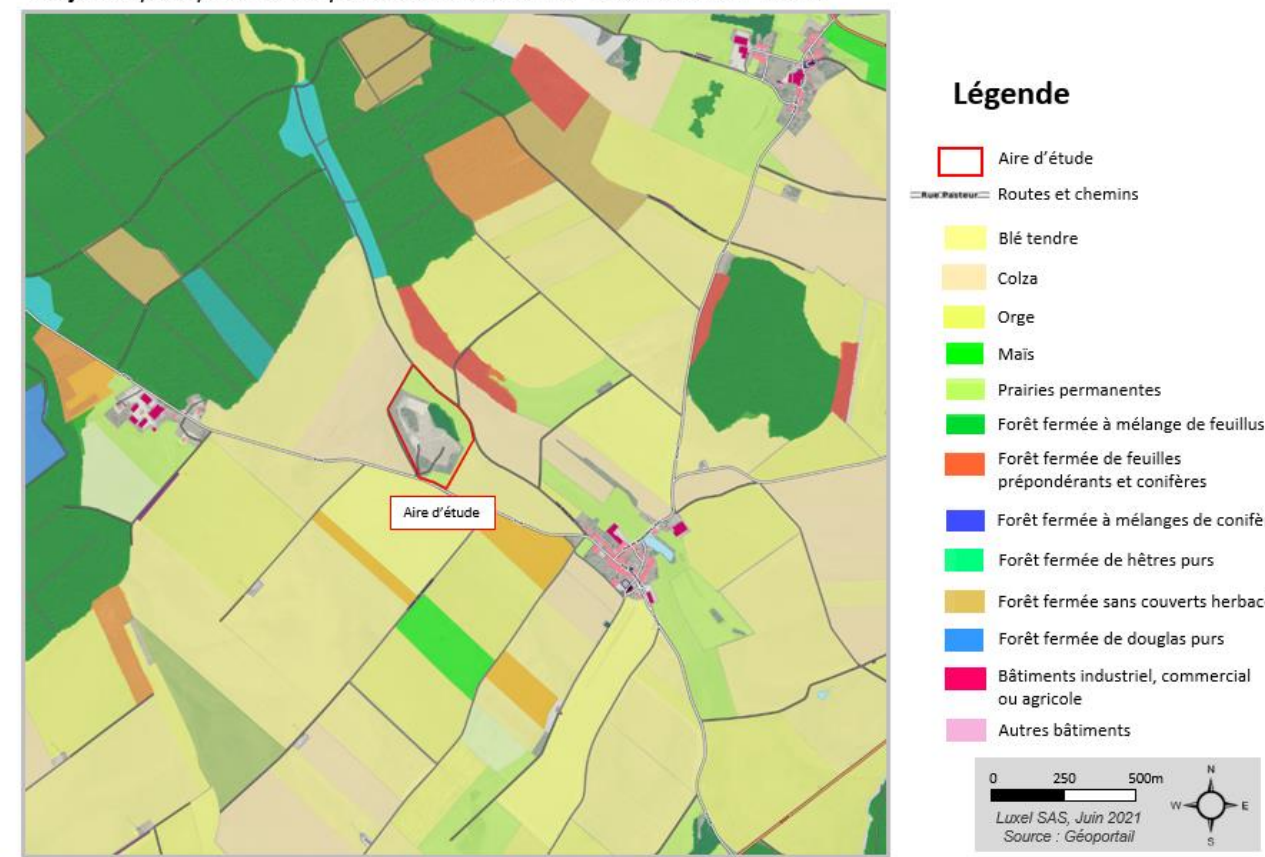 Légende
Aire d'étude
Rue Pasteur
Routes et chemins
Blé tendre
Colza
Orge
Maïs
Prairies permanentes
Forêt fermée à mélange de feuillus
Forêt fermée de feuilles
prépondérants et conifères
Forêt fermée à mélanges de conifè
Forêt fermée de hêtres purs
Forêt fermée sans couverts herbac
Forêt fermée de douglas purs
Bâtiments industriel, commercial
ou agricole
Autres bâtiments
Aire d'étude
0 250 500m
N
W E
S
Luxel SAS, Juin 2021
Source : Géoportail